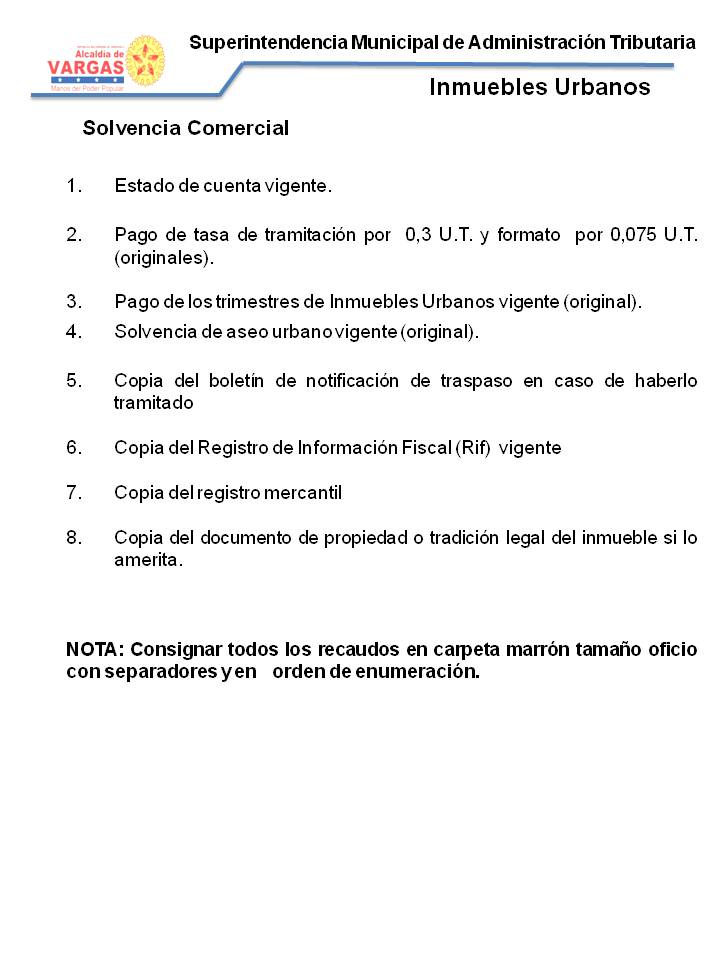 Superintendencia Municipal de Administración Tributaria
Alcaldía de
VARGAS
Manos del Poder Popular
Inmuebles Urbanos
Solvencia Comercial
1. Estado de cuenta vigente.
2. Pago de tasa de tramitación por 0,3 U.T. y formato por 0,075 U.T.
(originales).
3. Pago de los trimestres de Inmuebles Urbanos vigente (original).
4. Solvencia de aseo urbano vigente (original).
5. Copia del boletín de notificación de traspaso en caso de haberlo
tramitado
6. Copia del Registro de Información Fiscal (Rif) vigente
7. Copia del registro mercantil
8. Copia del documento de propiedad o tradición legal del inmueble si lo
amerita.
NOTA: Consignar todos los recaudos en carpeta marrón tamaño oficio
con separadores y en orden de enumeración.